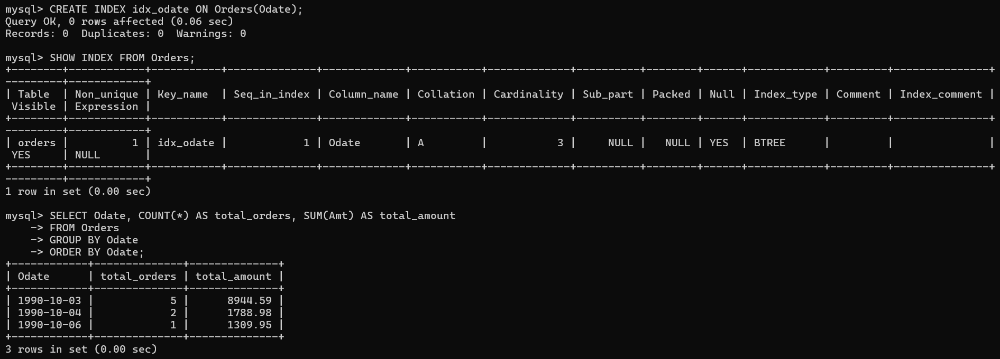 mysql> CREATE INDEX idx_odate ON Orders(Odate);
Query OK, 0 rows affected (0.06 sec)
Records: 0  Duplicates: 0  Warnings: 0

mysql> SHOW INDEX FROM Orders;
+--------+------------+-----------+--------------+-------------+-----------+-------------+----------+--------+------+------------+---------+---------------+
---------+------------+
| Table  | Non_unique | Key_name  | Seq_in_index | Column_name | Collation | Cardinality | Sub_part | Packed | Null | Index_type | Comment | Index_comment |
 Visible | Expression |
+--------+------------+-----------+--------------+-------------+-----------+-------------+----------+--------+------+------------+---------+---------------+
---------+------------+
| orders |          1 | idx_odate |            1 | Odate       | A         |           3 |     NULL |   NULL | YES  | BTREE      |         |               |
 YES     | NULL       |
+--------+------------+-----------+--------------+-------------+-----------+-------------+----------+--------+------+------------+---------+---------------+
---------+------------+
1 row in set (0.00 sec)

mysql> SELECT Odate, COUNT(*) AS total_orders, SUM(Amt) AS total_amount
    -> FROM Orders
    -> GROUP BY Odate
    -> ORDER BY Odate;
+------------+--------------+--------------+
| Odate      | total_orders | total_amount |
+------------+--------------+--------------+
| 1990-10-03 |            5 |      8944.59 |
| 1990-10-04 |            2 |      1788.98 |
| 1990-10-06 |            1 |      1309.95 |
+------------+--------------+--------------+
3 rows in set (0.00 sec)